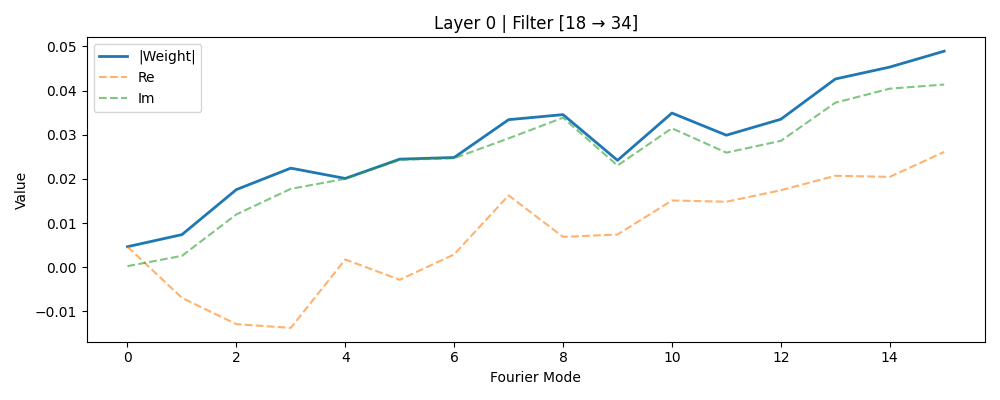 Layer 0 | Filter [18 → 34]
|Weight|
Re
Im
0.05
0.04
0.03
0.02
0.01
0.00
−0.01
Value
0 2 4 6 8 10 12 14
Fourier Mode